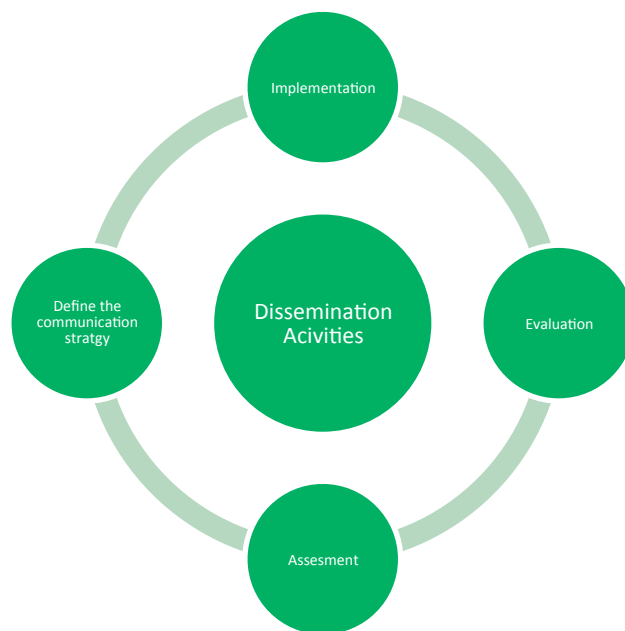 Implementation
Define the
communication
stratgy
Dissemination
Acivities
Evaluation
Assesment